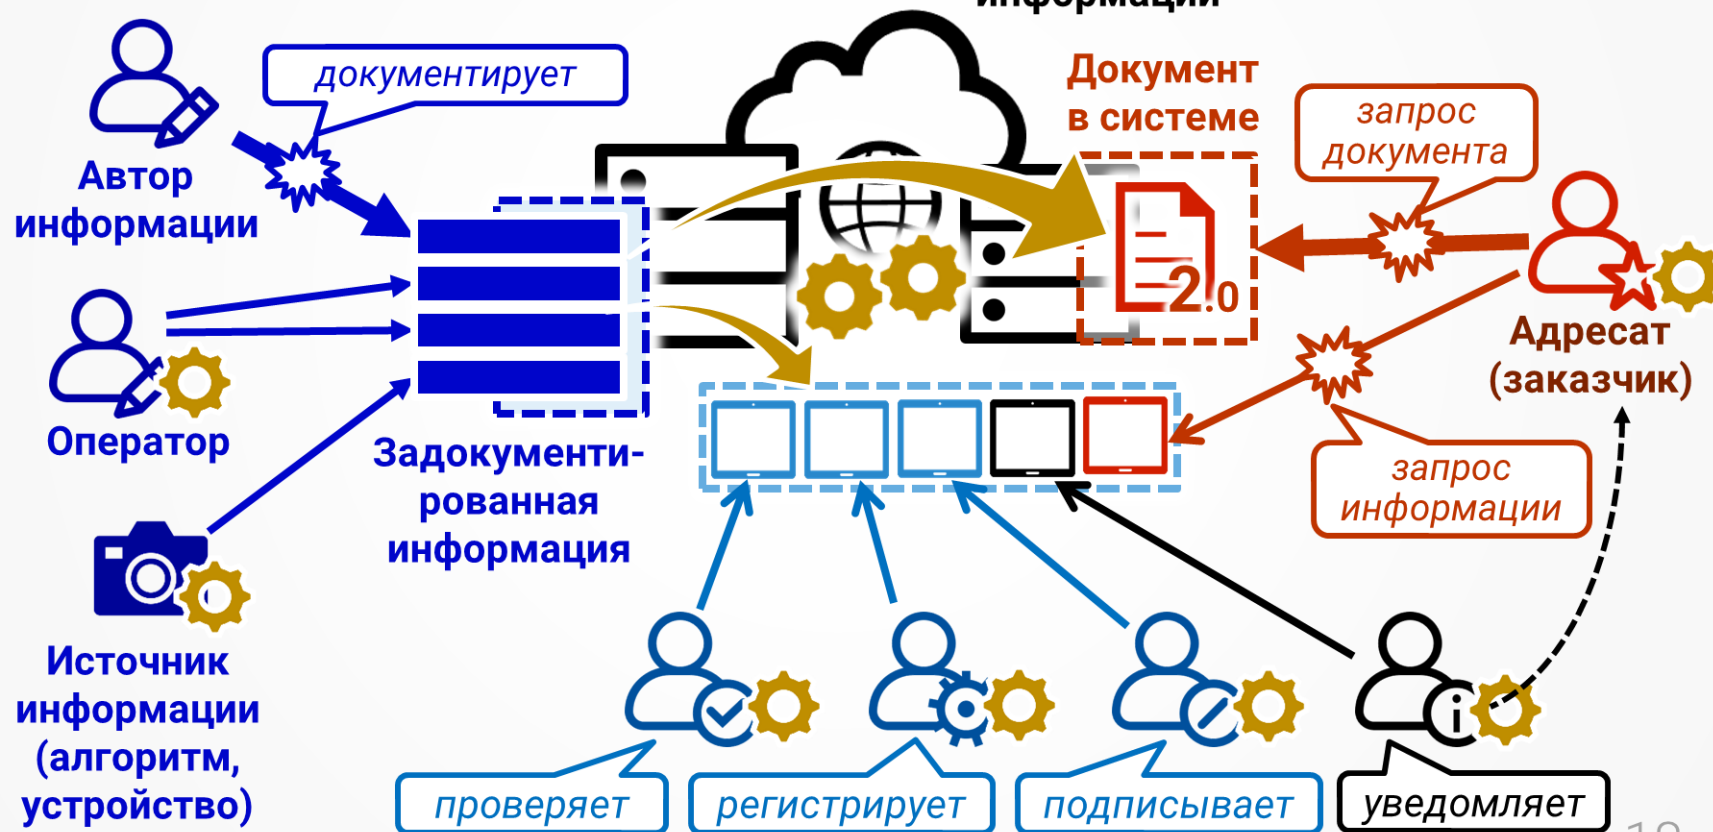 информации
документирует
Автор
информации
Документ
в системе
запрос
документа
2.0
Оператор
Задокументи-
рованная
информация
Адресат
(заказчик)
запрос
информации
Источник
информации
(алгоритм,
устройство)
i
проверяет
регистрирует
подписывает
уведомляет